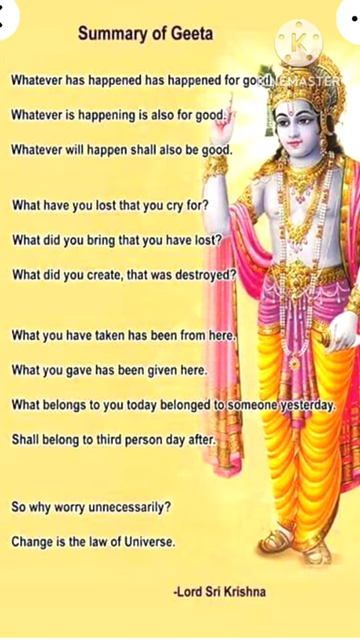 Summary of Geeta
K
KINEMASTER
Whatever has happened has happened for good.
Whatever is happening is also for good.
Whatever will happen shall also be good.
What have you lost that you cry for?
What did you bring that you have lost?
What did you create, that was destroyed?
What you have taken has been from here.
What you gave has been given here.
What belongs to you today belonged to someone yesterday.
Shall belong to third person day after.
So why worry unnecessarily?
Change is the law of Universe.
-Lord Sri Krishna